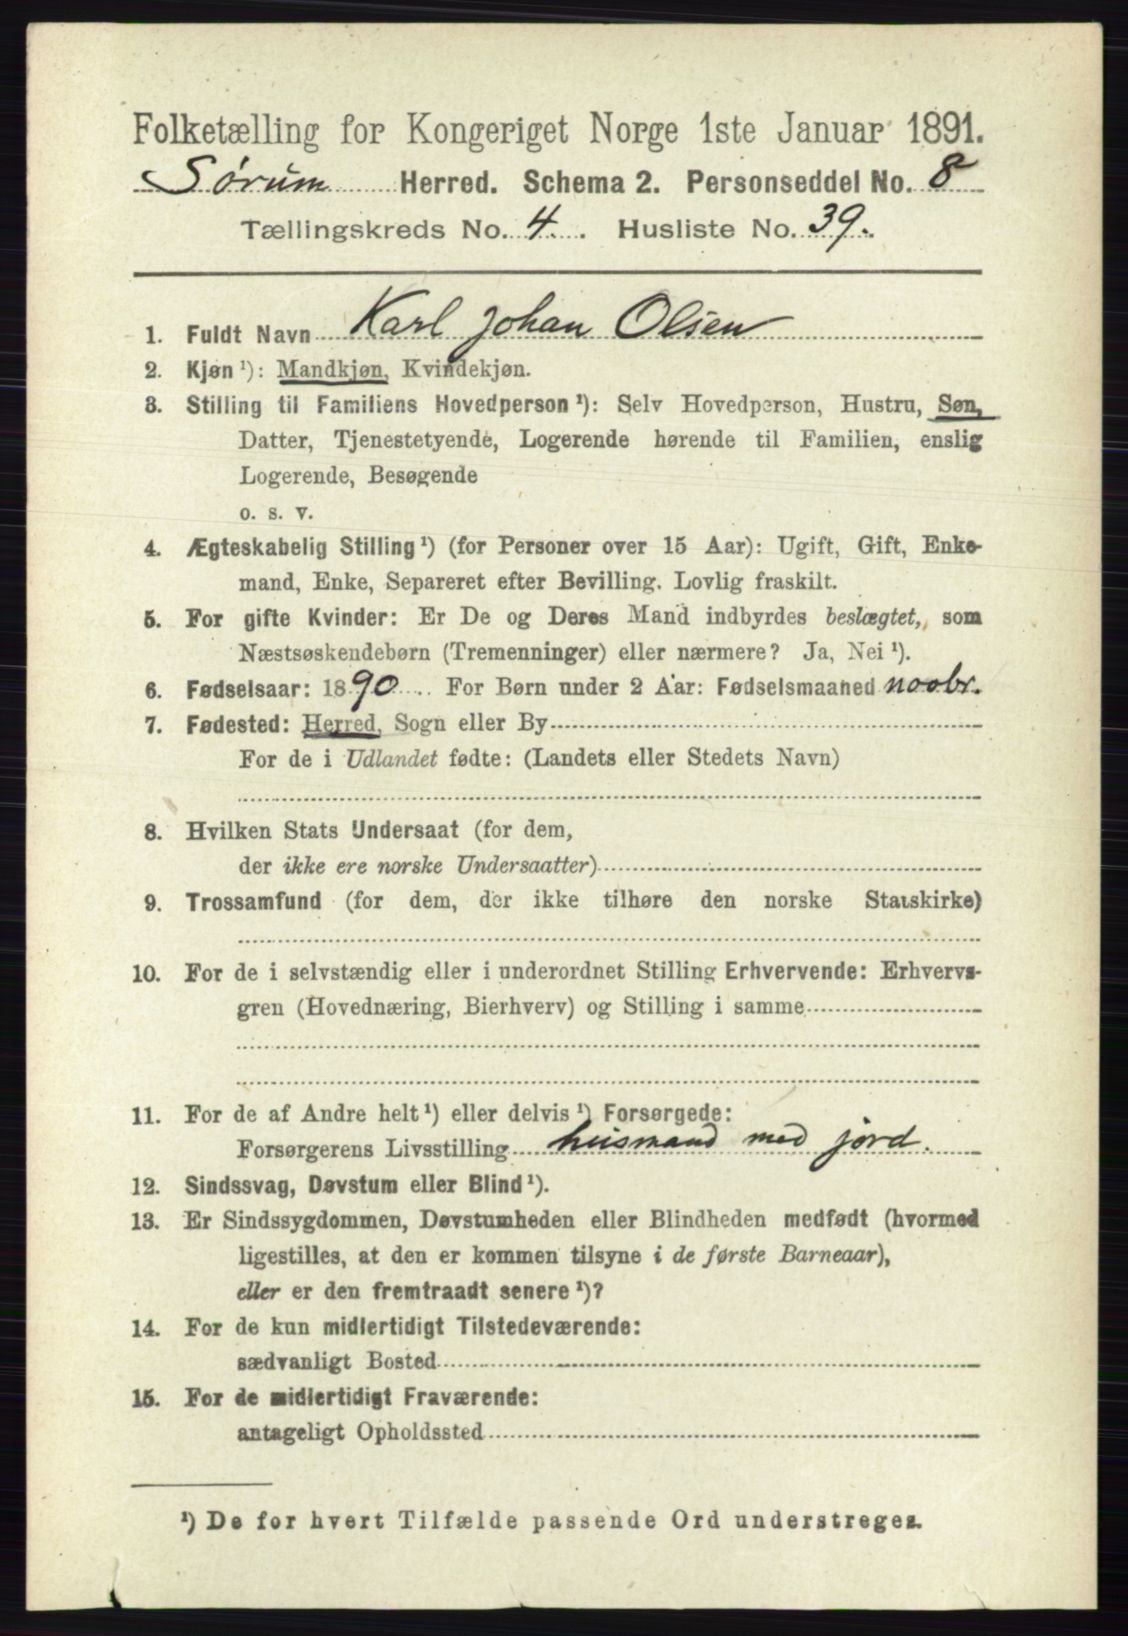 Folketælling for Kongeriget Norge 1ste Januar 1891.
Sørum Herred. Schema 2. Personseddel No. 8
Tællingskreds No. 4. Husliste No. 39.
1. Fuldt Navn Karl Johan Olsen
2. Kjøn ¹): Mandkjøn, Kvindekjøn.
3. Stilling til Familiens Hovedperson ¹): Selv Hovedperson, Hustru, Søn,
Datter, Tjenestetyende, Logerende hørende til Familien, enslig
Logerende, Besøgende
o. s. v.
4. Ægteskabelig Stilling ¹) (for Personer over 15 Aar): Ugift, Gift, Enke-
mand, Enke, Separeret efter Bevilling. Lovlig fraskilt.
5. For gifte Kvinder: Er De og Deres Mand indbyrdes beslægtet, som
Næstsøskendebørn (Tremenninger) eller nærmere? Ja, Nei ¹).
6. Fødselsaar: 1890 . For Børn under 2 Aar: Fødselsmaaned novbr.
7. Fødested: Herred, Sogn eller By
For de i Udlandet fødte: (Landets eller Stedets Navn)
8. Hvilken Stats Undersaat (for dem,
der ikke ere norske Undersaatter)
9. Trossamfund (for dem, der ikke tilhøre den norske Statskirke)
10. For de i selvstændig eller i underordnet Stilling Erhvervende: Erhvervs-
gren (Hovednæring, Bierhverv) og Stilling i samme
11. For de af Andre helt ¹) eller delvis ¹) Forsørgede:
Forsørgerens Livsstilling husmand med jord.
12. Sindssvag, Døvstum eller Blind ¹).
13. Er Sindssygdommen, Døvstumheden eller Blindheden medfødt (hvormed
ligestilles, at den er kommen tilsyne i de første Barneaar),
eller er den fremtraadt senere ¹)?
14. For de kun midlertidigt Tilstedeværende:
sædvanligt Bosted
15. For de midlertidigt Fraværende:
antageligt Opholdssted
¹) De for hvert Tilfælde passende Ord understreges.